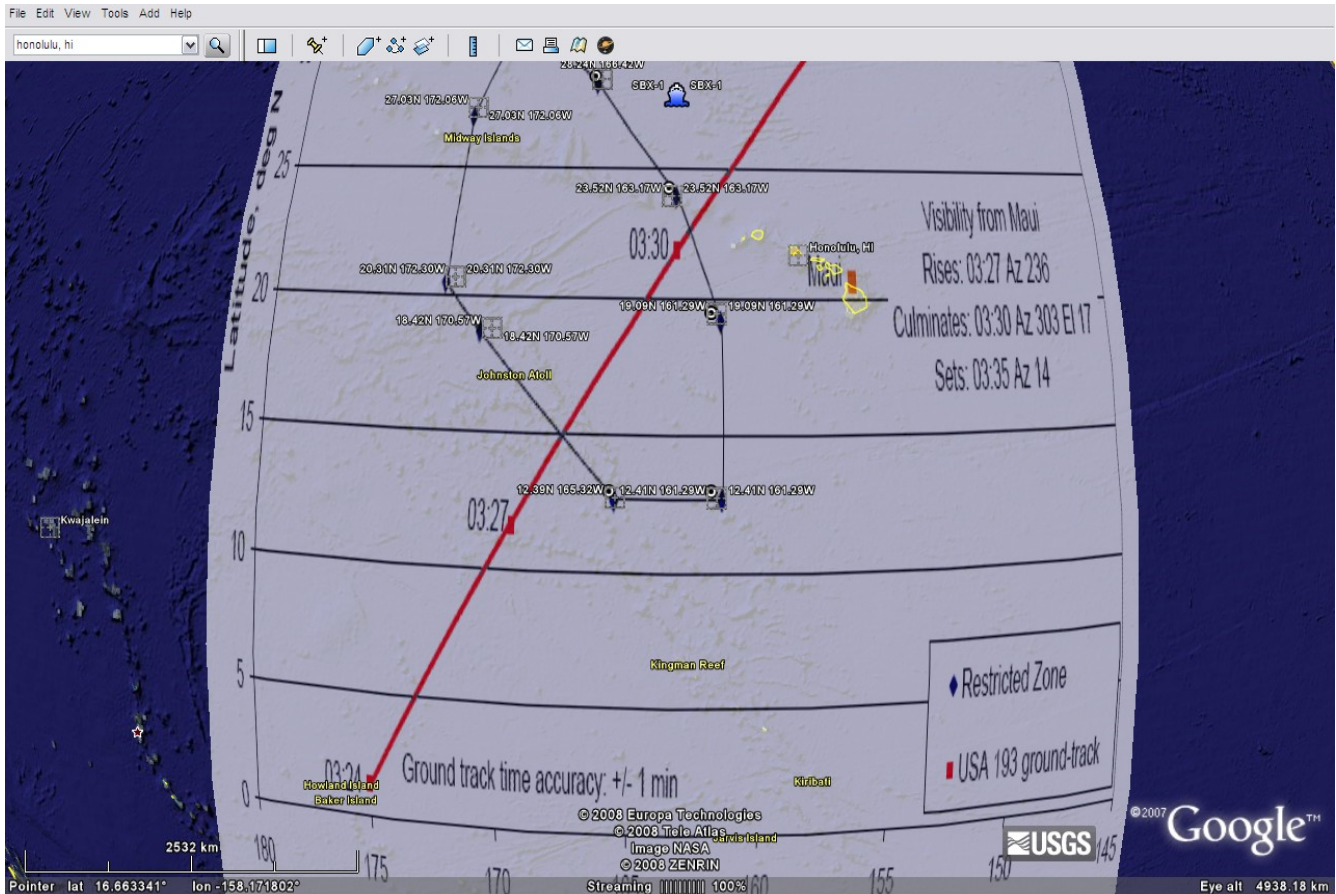 File Edit View Tools Add Help
honolulu, hi
28.24N 166.42W
SBX-1 SBX-1
27.03N 172.06W
27.03N 172.06W
Midway Islands
Latitude, deg N
25
23.52N 163.17W 23.52N 163.17W
Visibility from Maui
03:30
Honolulu, HI
Maui
Rises: 03:27 Az 236
20.31N 172.30W 20.31N 172.30W
20
19.09N 161.29W 19.09N 161.29W
Culminates: 03:30 Az 303 El 17
18.42N 170.57W
18.42N 170.57W
Sets: 03:35 Az 14
Johnston Atoll
15
12.39N 165.32W 12.41N 161.29W 12.41N 161.29W
03:27
Kwajalein
10
Kingman Reef
5
Restricted Zone
USA 193 ground-track
03:24
Ground track time accuracy: +/- 1 min
Howland Island
Baker Island
Kiribati
0
© 2008 Europa Technologies
© 2008 Tele Atlas
Jarvis Island
Image NASA
© 2008 ZENRIN
USGS
©2007 Google™
2532 km
180 175 170 160 155 150 145
Pointer lat 16.663341° lon -158.171802° Streaming 100% Eye alt 4938.18 km